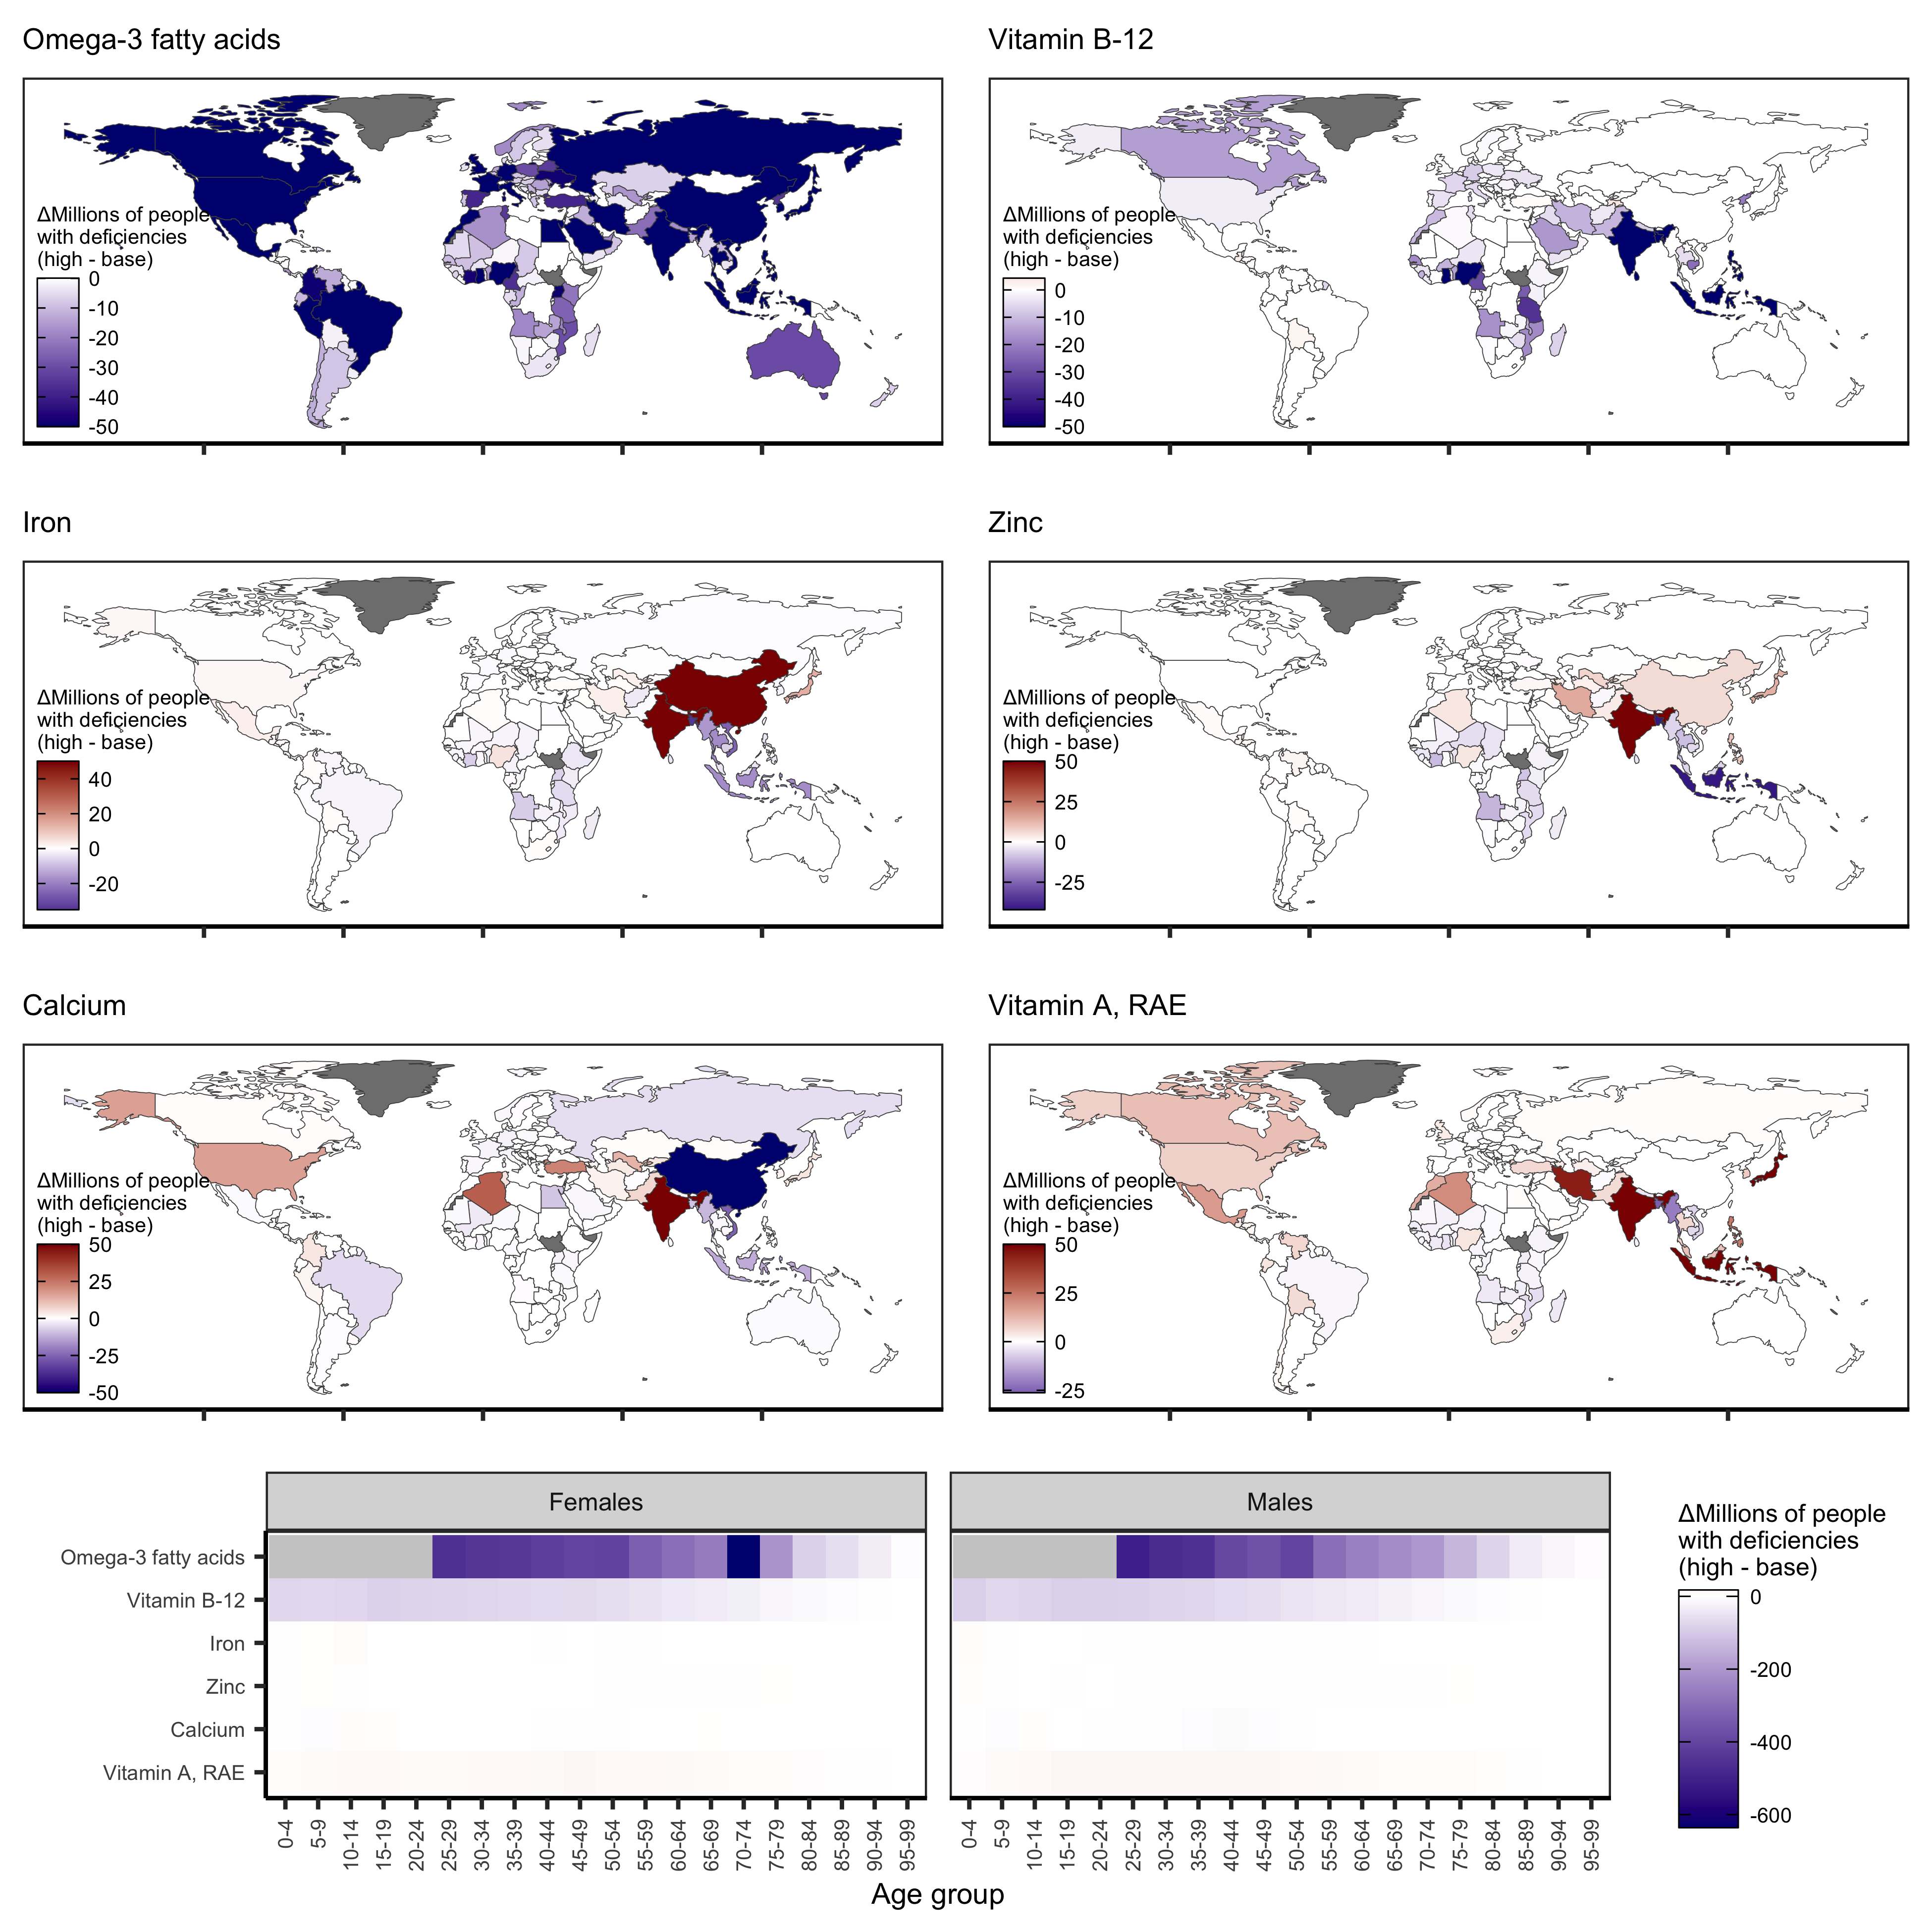 Omega-3 fatty acids
ΔMillions of people
with deficiencies
(high - base)
0
-10
-20
-30
-40
-50
Vitamin B-12
ΔMillions of people
with deficiencies
(high - base)
0
-10
-20
-30
-40
-50
Iron
ΔMillions of people
with deficiencies
(high - base)
40
20
0
-20
Zinc
ΔMillions of people
with deficiencies
(high - base)
50
25
0
-25
Calcium
ΔMillions of people
with deficiencies
(high - base)
50
25
0
-25
-50
Vitamin A, RAE
ΔMillions of people
with deficiencies
(high - base)
50
25
0
-25
Females
Males
Omega-3 fatty acids
Vitamin B-12
Iron
Zinc
Calcium
Vitamin A, RAE
0-4 5-9 10-14 15-19 20-24 25-29 30-34 35-39 40-44 45-49 50-54 55-59 60-64 65-69 70-74 75-79 80-84 85-89 90-94 95-99
0-4 5-9 10-14 15-19 20-24 25-29 30-34 35-39 40-44 45-49 50-54 55-59 60-64 65-69 70-74 75-79 80-84 85-89 90-94 95-99
Age group
ΔMillions of people
with deficiencies
(high - base)
0
-200
-400
-600